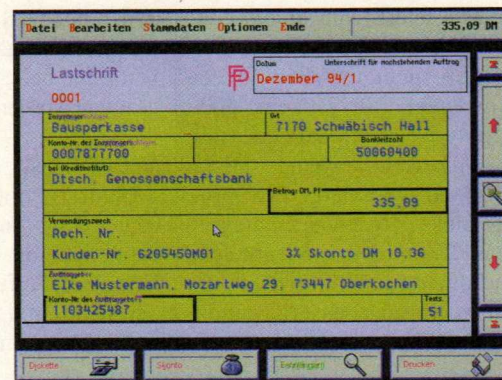 Datei Bearbeiten Stammdaten Optionen Ende 335,09 DM
Lastschrift
Datum Unterschrift für nachstehenden Auftrag
Dezember 94/1
0001
Ort
Bausparkasse 7170 Schwäbisch Hall
Konto-Nr. des Bankleitzahl
0007877700 50060400
bei (Kreditinstitut)
Dtsch. Genossenschaftsbank
Betrag: DM, Pf
335,09
Verwendungszweck
Rech. Nr.
Kunden-Nr. 6205450M01 3% Skonto DM 10.36
Elke Mustermann, Mozartweg 29, 73447 Oberkochen
Konto-Nr. des Texts.
1103425487 51
Diskette Skonto Drucken